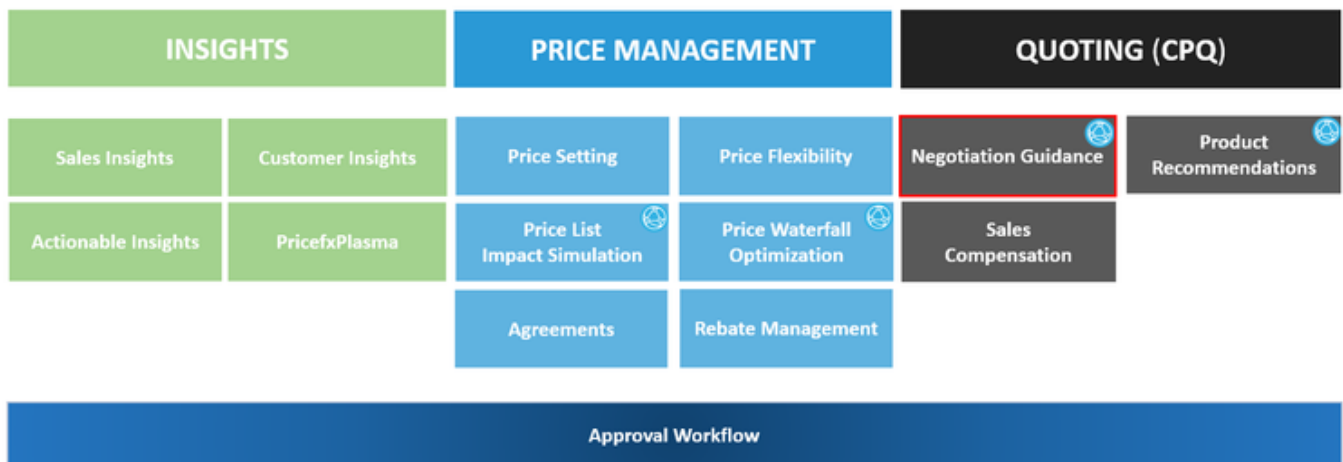 INSIGHTS
PRICE MANAGEMENT
QUOTING (CPQ)
Sales Insights
Customer Insights
Price Setting
Price Flexibility
Negotiation Guidance
Product
Recommendations
Actionable Insights
PricefxPlasma
Price List
Impact Simulation
Price Waterfall
Optimization
Sales
Compensation
Agreements
Rebate Management
Approval Workflow